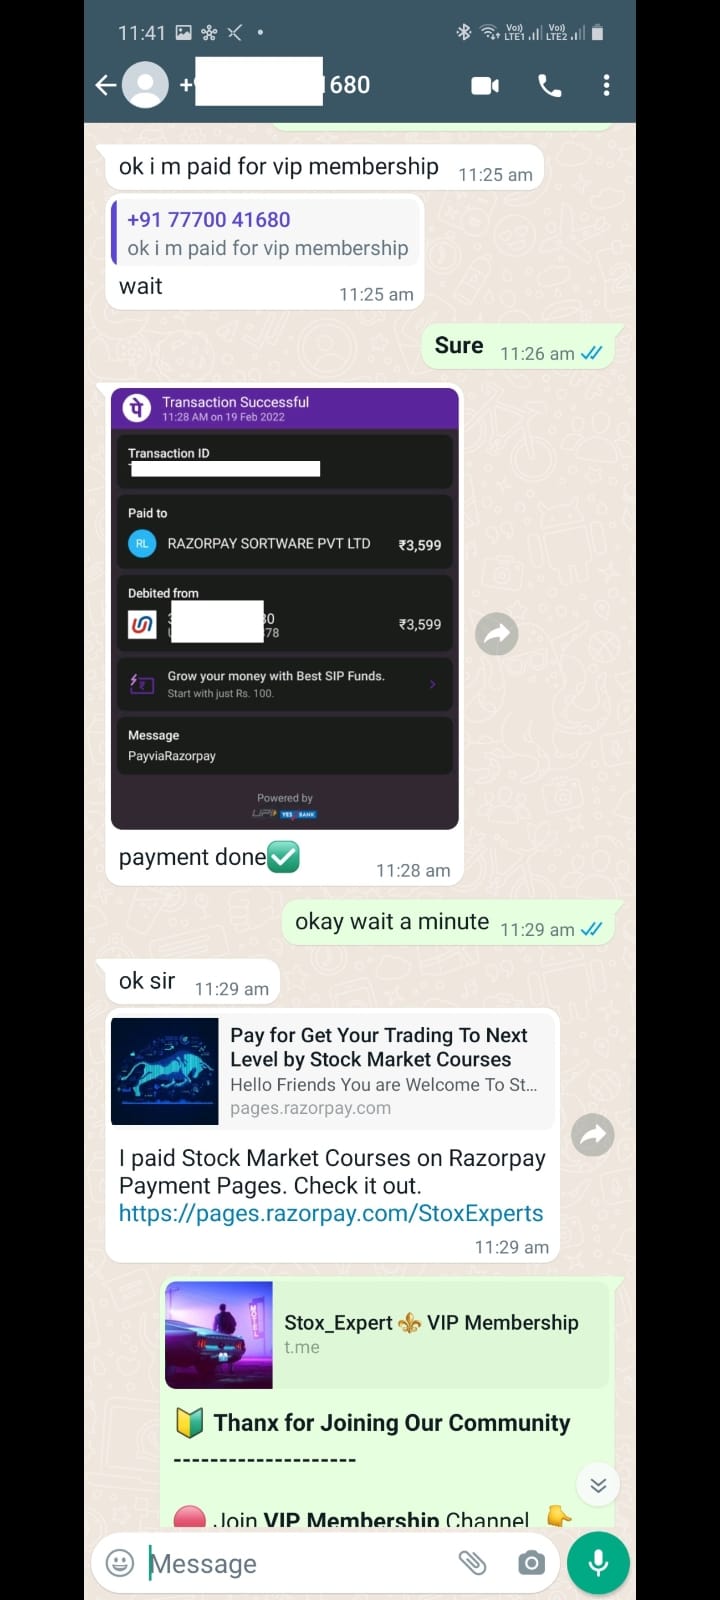 11:41
Vo)) LTE1 Vo)) LTE2
1680
ok i m paid for vip membership 11:25 am
+91 77700 41680
ok i m paid for vip membership
wait 11:25 am
Sure 11:26 am
पे Transaction Successful
11:28 AM on 19 Feb 2022
Transaction ID
Paid to
RL RAZORPAY SORTWARE PVT LTD ₹3,599
Debited from
₹3,599
78
Grow your money with Best SIP Funds.
Start with just Rs. 100.
Message
PayviaRazorpay
Powered by
UPI YES BANK
payment done✅ 11:28 am
okay wait a minute 11:29 am
ok sir 11:29 am
Pay for Get Your Trading To Next
Level by Stock Market Courses
Hello Friends You are Welcome To St...
pages.razorpay.com
I paid Stock Market Courses on Razorpay
Payment Pages. Check it out.
https://pages.razorpay.com/StoxExperts
11:29 am
MOTEL
Stox_Expert ⚜️ VIP Membership
t.me
🔰 Thanx for Joining Our Community
--------------------
🔴 Join VIP Membership Channel 👇
Message